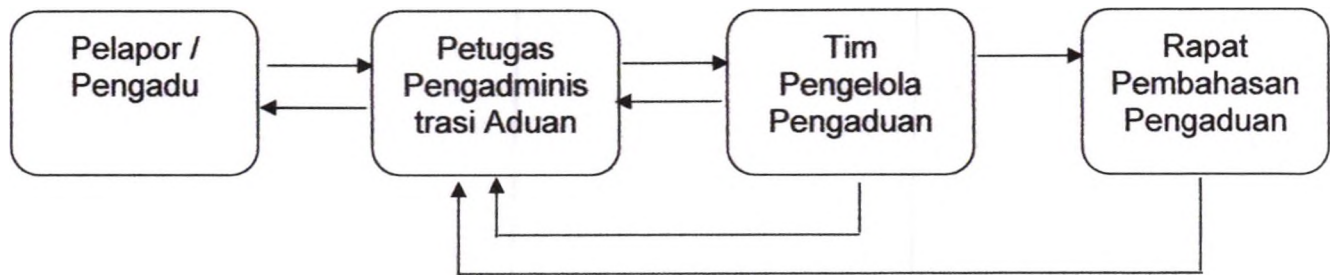 Pelapor /
Pengadu
Petugas
Pengadminis
trasi Aduan
Tim
Pengelola
Pengaduan
Rapat
Pembahasan
Pengaduan